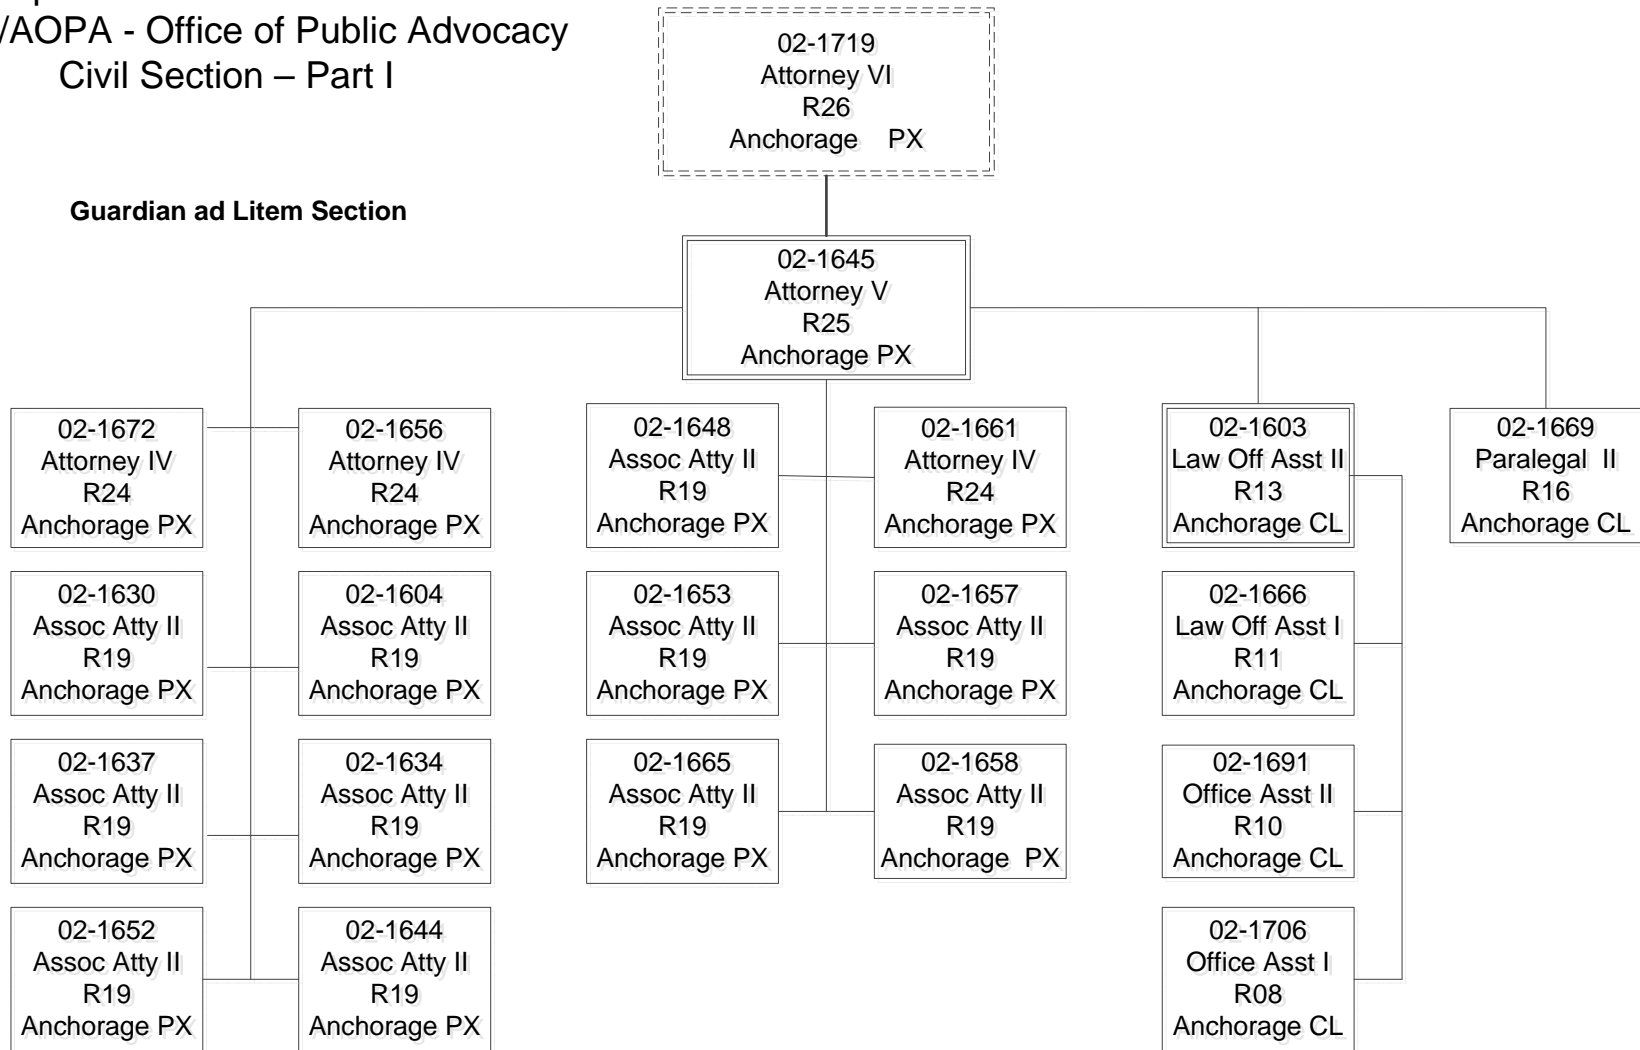 /AOPA - Office of Public Advocacy
Civil Section – Part I
02-1719
Attorney VI
R26
Anchorage PX
Guardian ad Litem Section
02-1645
Attorney V
R25
Anchorage PX
02-1672
Attorney IV
R24
Anchorage PX
02-1656
Attorney IV
R24
Anchorage PX
02-1648
Assoc Atty II
R19
Anchorage PX
02-1661
Attorney IV
R24
Anchorage PX
02-1603
Law Off Asst II
R13
Anchorage CL
02-1669
Paralegal II
R16
Anchorage CL
02-1630
Assoc Atty II
R19
Anchorage PX
02-1604
Assoc Atty II
R19
Anchorage PX
02-1653
Assoc Atty II
R19
Anchorage PX
02-1657
Assoc Atty II
R19
Anchorage PX
02-1666
Law Off Asst I
R11
Anchorage CL
02-1637
Assoc Atty II
R19
Anchorage PX
02-1634
Assoc Atty II
R19
Anchorage PX
02-1665
Assoc Atty II
R19
Anchorage PX
02-1658
Assoc Atty II
R19
Anchorage PX
02-1691
Office Asst II
R10
Anchorage CL
02-1652
Assoc Atty II
R19
Anchorage PX
02-1644
Assoc Atty II
R19
Anchorage PX
02-1706
Office Asst I
R08
Anchorage CL